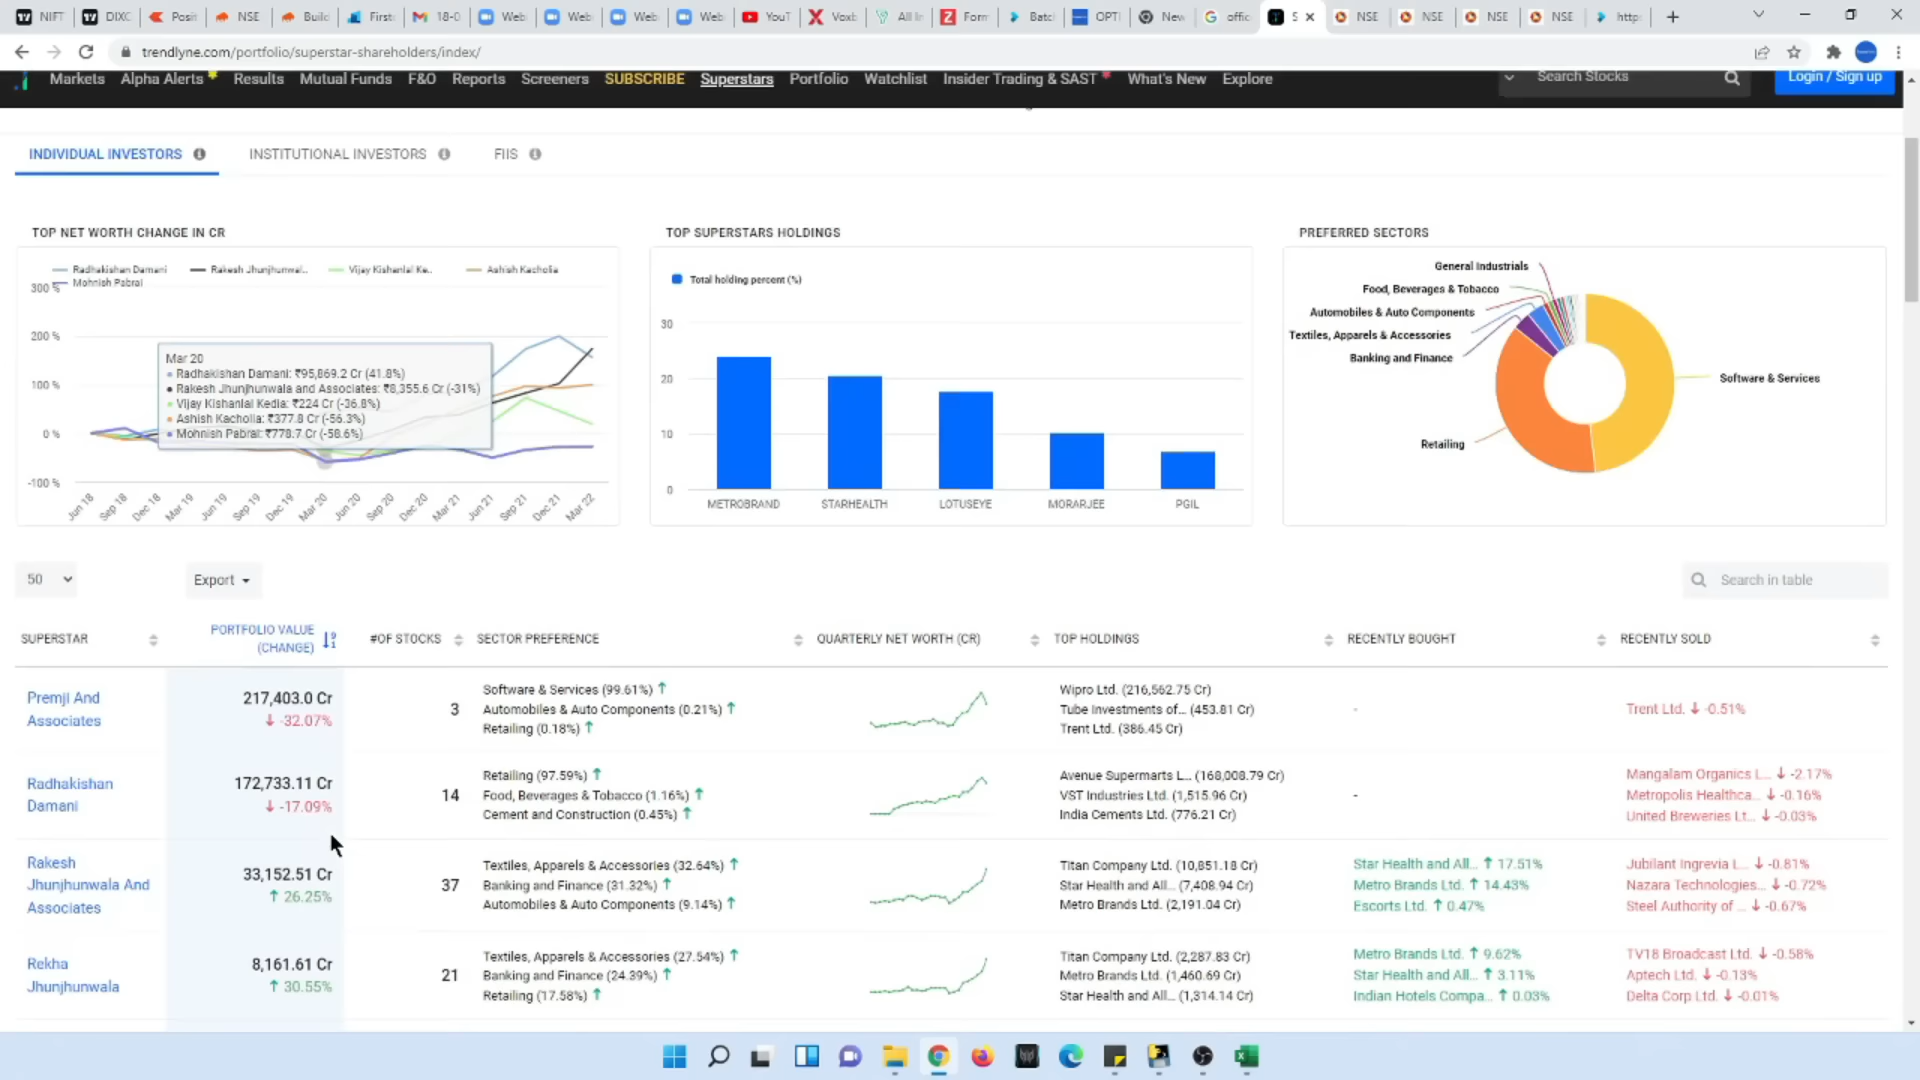 NIFT
DIXC
Posit
NSE
Build
First
18-0
Web
Web
Web
Web
YouT
Voxb
All In
Form
Batc
OPTI
New
offic
S
NSE
NSE
NSE
NSE
http
trendlyne.com/portfolio/superstar-shareholders/index/
Markets Alpha Alerts Results Mutual Funds F&O Reports Screeners SUBSCRIBE Superstars Portfolio Watchlist Insider Trading & SAST What's New Explore
Search Stocks
Login / Sign up
INDIVIDUAL INVESTORS INSTITUTIONAL INVESTORS FIIS
TOP NET WORTH CHANGE IN CR
Radhakishan Damani Rakesh Jhunjhunwal... Vijay Kishanlal Ke... Ashish Kacholia
Mohnish Pabrai
300 %
200 %
100 %
0 %
-100 %
Mar 20
Radhakishan Damani: ₹95,869.2 Cr (41.8%)
Rakesh Jhunjhunwala and Associates: ₹8,355.6 Cr (-31%)
Vijay Kishanlal Kedia: ₹224 Cr (-36.8%)
Ashish Kacholia: ₹377.8 Cr (-56.3%)
Mohnish Pabrai: ₹778.7 Cr (-58.6%)
Jun 18 Sep 18 Dec 18 Mar 19 Jun 19 Sep 19 Dec 19 Mar 20 Jun 20 Sep 20 Dec 20 Mar 21 Jun 21 Sep 21 Dec 21 Mar 22
TOP SUPERSTARS HOLDINGS
Total holding percent (%)
30
20
10
0
METROBRAND STARHEALTH LOTUSEYE MORARJEE PGIL
PREFERRED SECTORS
General Industrials
Food, Beverages & Tobacco
Automobiles & Auto Components
Textiles, Apparels & Accessories
Banking and Finance
Software & Services
Retailing
50
Export
Search in table
SUPERSTAR
PORTFOLIO VALUE
(CHANGE)
#OF STOCKS
SECTOR PREFERENCE
QUARTERLY NET WORTH (CR)
TOP HOLDINGS
RECENTLY BOUGHT
RECENTLY SOLD
Premji And
Associates
217,403.0 Cr
↓ -32.07%
3
Software & Services (99.61%) ↑
Automobiles & Auto Components (0.21%) ↑
Retailing (0.18%) ↑
Wipro Ltd. (216,562.75 Cr)
Tube Investments of... (453.81 Cr)
Trent Ltd. (386.45 Cr)
-
Trent Ltd. ↓ -0.51%
Radhakishan
Damani
172,733.11 Cr
↓ -17.09%
14
Retailing (97.59%) ↑
Food, Beverages & Tobacco (1.16%) ↑
Cement and Construction (0.45%) ↑
Avenue Supermarts L... (168,008.79 Cr)
VST Industries Ltd. (1,515.96 Cr)
India Cements Ltd. (776.21 Cr)
-
Mangalam Organics L... ↓ -2.17%
Metropolis Healthca... ↓ -0.16%
United Breweries Lt... ↓ -0.03%
Rakesh
Jhunjhunwala And
Associates
33,152.51 Cr
↑ 26.25%
37
Textiles, Apparels & Accessories (32.64%) ↑
Banking and Finance (31.32%) ↑
Automobiles & Auto Components (9.14%) ↑
Titan Company Ltd. (10,851.18 Cr)
Star Health and All... (7,408.94 Cr)
Metro Brands Ltd. (2,191.04 Cr)
Star Health and All... ↑ 17.51%
Metro Brands Ltd. ↑ 14.43%
Escorts Ltd. ↑ 0.47%
Jubilant Ingrevia L... ↓ -0.81%
Nazara Technologies... ↓ -0.72%
Steel Authority of ... ↓ -0.67%
Rekha
Jhunjhunwala
8,161.61 Cr
↑ 30.55%
21
Textiles, Apparels & Accessories (27.54%) ↑
Banking and Finance (24.39%) ↑
Retailing (17.58%) ↑
Titan Company Ltd. (2,287.83 Cr)
Metro Brands Ltd. (1,460.69 Cr)
Star Health and All... (1,314.14 Cr)
Metro Brands Ltd. ↑ 9.62%
Star Health and All... ↑ 3.11%
Indian Hotels Compa... ↑ 0.03%
TV18 Broadcast Ltd. ↓ -0.58%
Aptech Ltd. ↓ -0.13%
Delta Corp Ltd. ↓ -0.01%